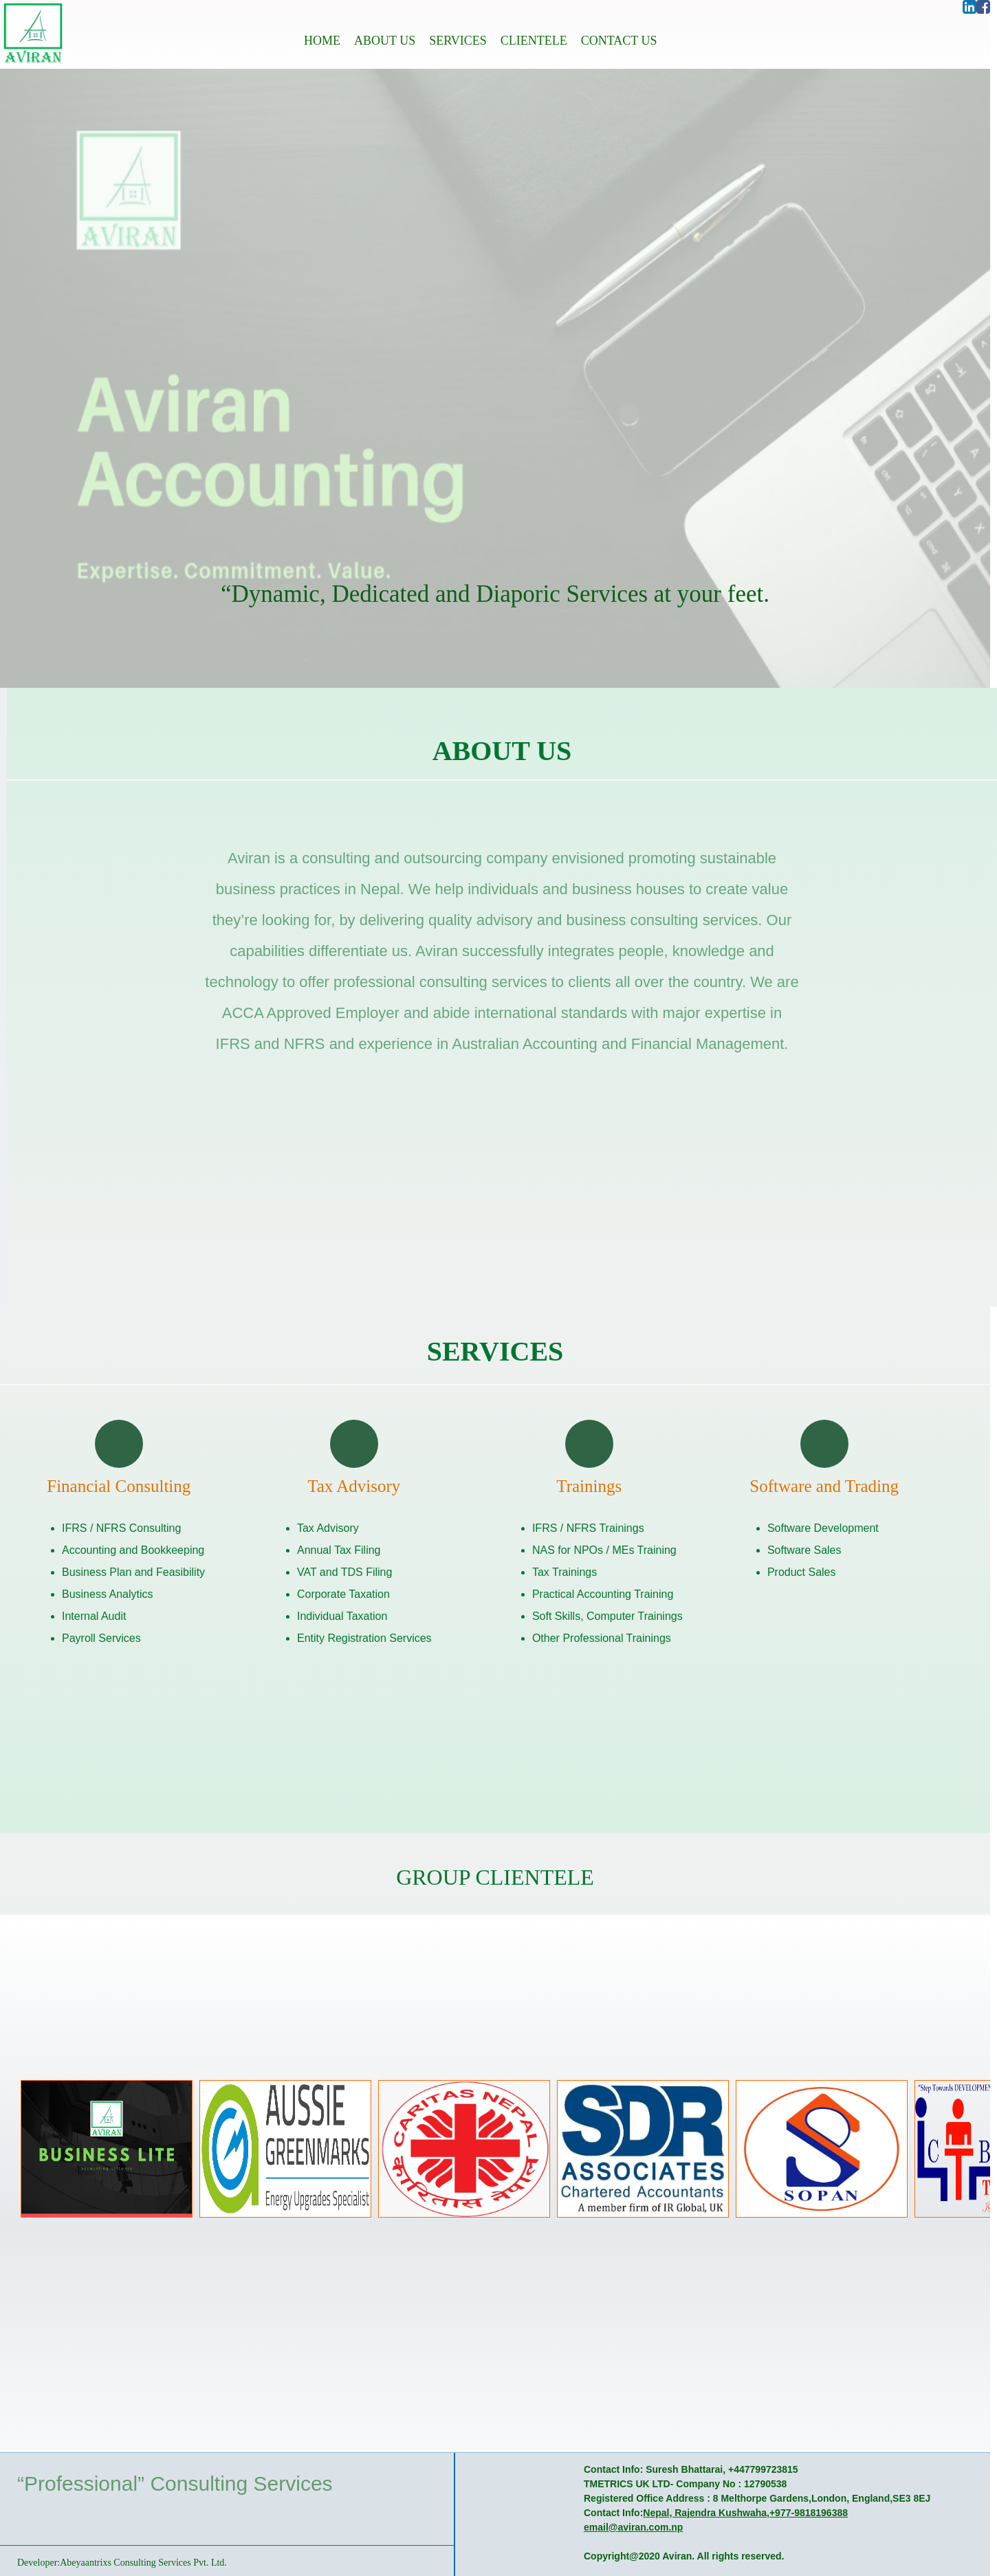 AVIRAN
HOME ABOUT US SERVICES CLIENTELE CONTACT US
in f
AVIRAN
Aviran
Accounting
Expertise. Commitment. Value.
“Dynamic, Dedicated and Diaporic Services at your feet.
ABOUT US
Aviran is a consulting and outsourcing company envisioned promoting sustainable
business practices in Nepal. We help individuals and business houses to create value
they’re looking for, by delivering quality advisory and business consulting services. Our
capabilities differentiate us. Aviran successfully integrates people, knowledge and
technology to offer professional consulting services to clients all over the country. We are
ACCA Approved Employer and abide international standards with major expertise in
IFRS and NFRS and experience in Australian Accounting and Financial Management.
SERVICES
Financial Consulting
IFRS / NFRS Consulting
Accounting and Bookkeeping
Business Plan and Feasibility
Business Analytics
Internal Audit
Payroll Services
Tax Advisory
Tax Advisory
Annual Tax Filing
VAT and TDS Filing
Corporate Taxation
Individual Taxation
Entity Registration Services
Trainings
IFRS / NFRS Trainings
NAS for NPOs / MEs Training
Tax Trainings
Practical Accounting Training
Soft Skills, Computer Trainings
Other Professional Trainings
Software and Trading
Software Development
Software Sales
Product Sales
GROUP CLIENTELE
AVIRAN
BUSINESS LITE
AUSSIE
GREENMARKS
Energy Upgrades Specialist
CARITAS NEPAL
कारितास नेपाल
SDR
ASSOCIATES
Chartered Accountants
A member firm of IR Global, UK
SOPAN
"Step Towards DEVELOPMEN
C B
T
“Professional” Consulting Services
Developer:Abeyaantrixs Consulting Services Pvt. Ltd.
Contact Info: Suresh Bhattarai, +447799723815
TMETRICS UK LTD- Company No : 12790538
Registered Office Address : 8 Melthorpe Gardens,London, England,SE3 8EJ
Contact Info:Nepal, Rajendra Kushwaha,+977-9818196388
email@aviran.com.np
Copyright@2020 Aviran. All rights reserved.